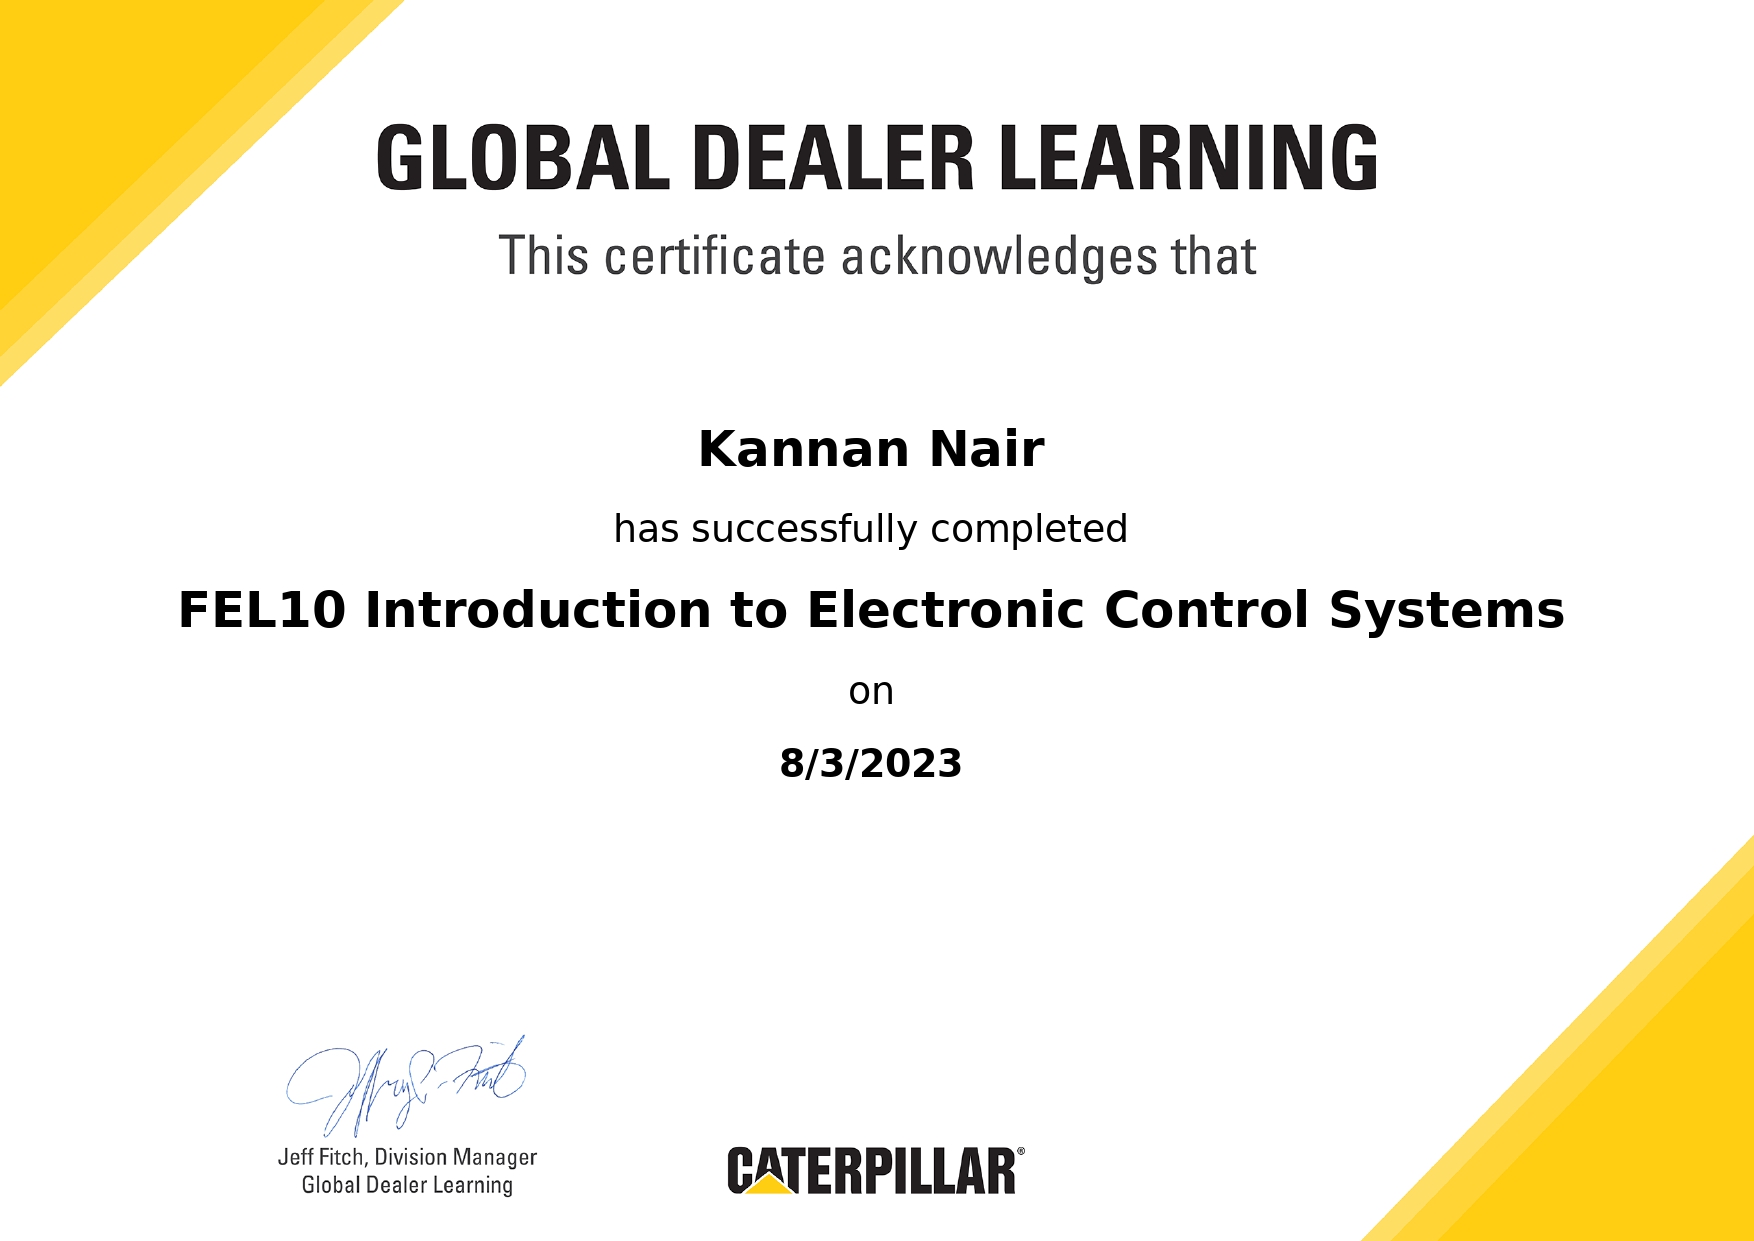 GLOBAL DEALER LEARNING
This certificate acknowledges that
Kannan Nair
has successfully completed
FEL10 Introduction to Electronic Control Systems
on
8/3/2023
Jeff Fitch, Division Manager
Global Dealer Learning
CATERPILLAR®